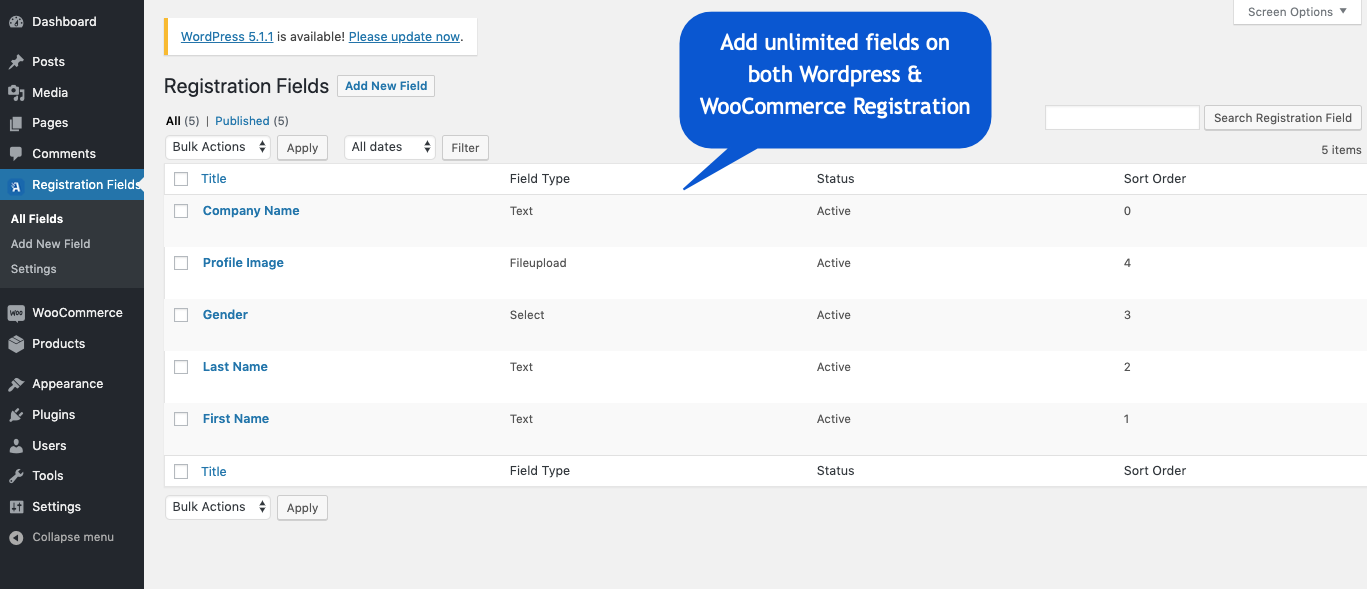 Dashboard
Posts
Media
Pages
Comments
Registration Fields
All Fields
Add New Field
Settings
WooCommerce
Products
Appearance
Plugins
Users
Tools
Settings
Collapse menu
Screen Options
WordPress 5.1.1 is available! Please update now.
Add unlimited fields on
both Wordpress &
WooCommerce Registration
Registration Fields Add New Field
All (5) | Published (5)
Search Registration Field
Bulk Actions Apply All dates Filter
5 items
Title Field Type Status Sort Order
Company Name Text Active 0
Profile Image Fileupload Active 4
Gender Select Active 3
Last Name Text Active 2
First Name Text Active 1
Title Field Type Status Sort Order
Bulk Actions Apply